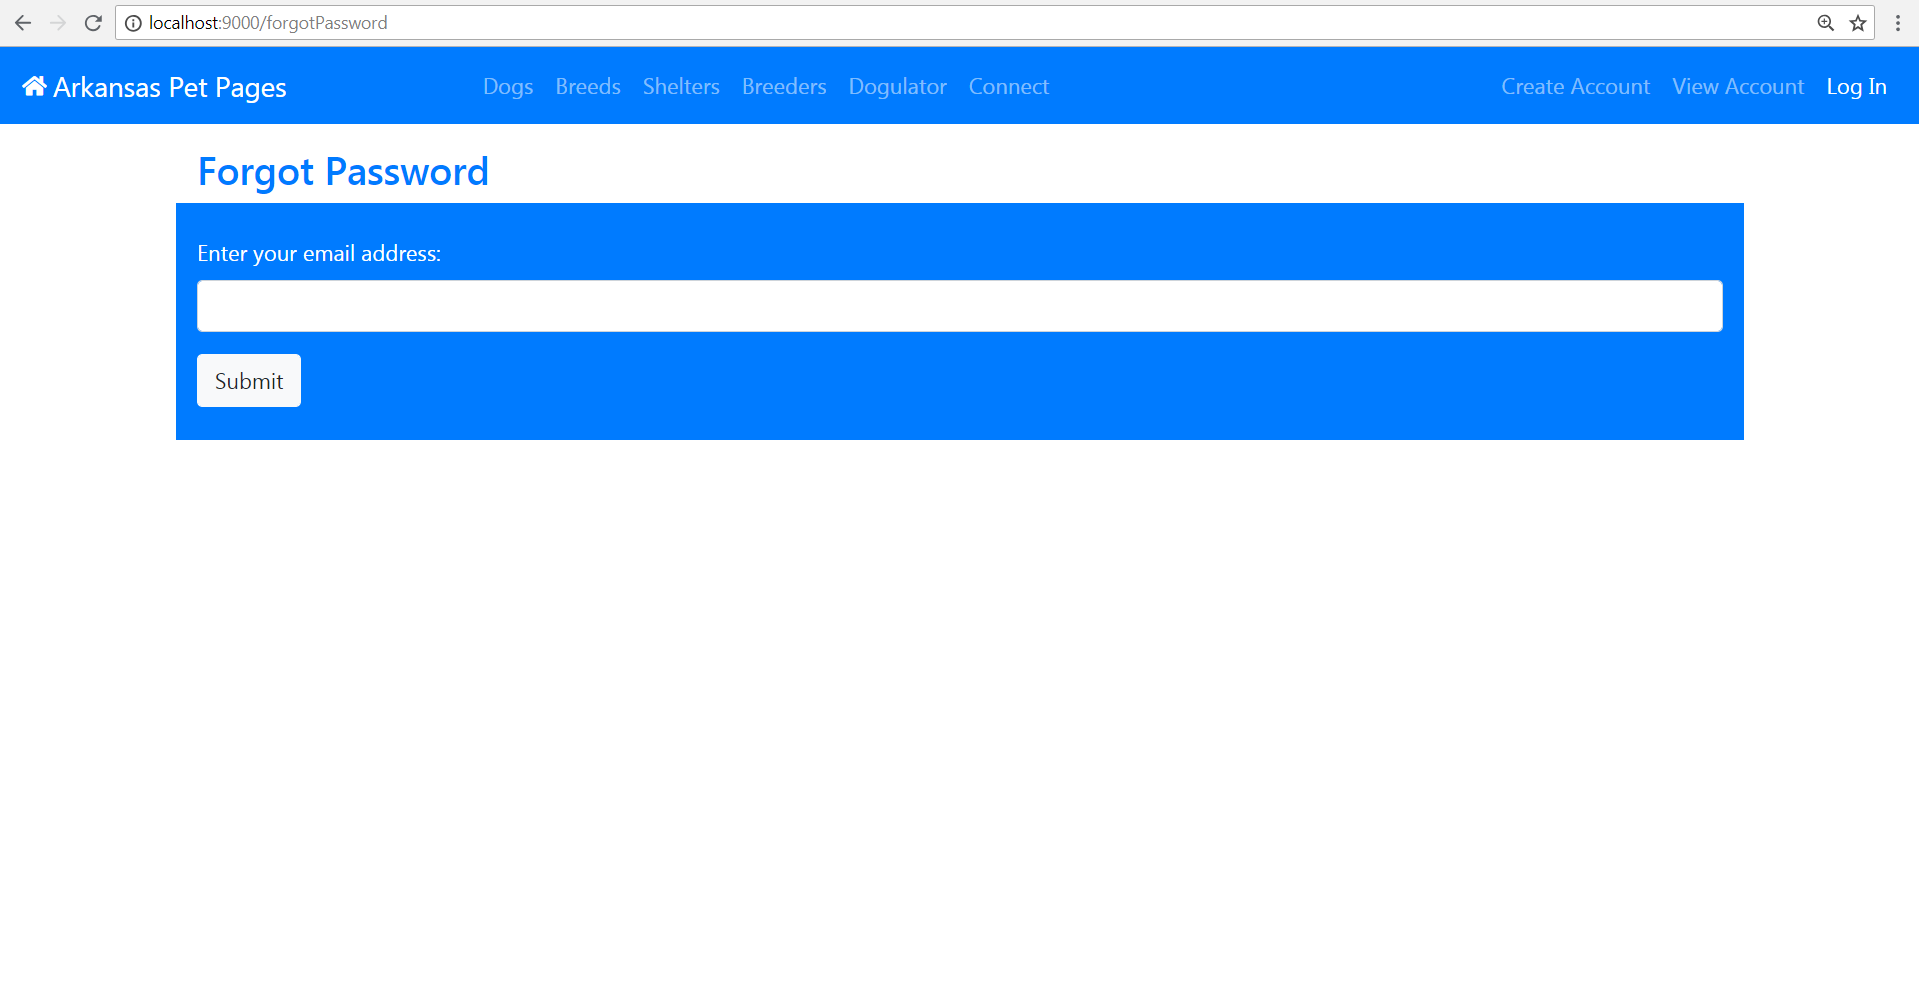 localhost:9000/forgotPassword
Arkansas Pet Pages Dogs Breeds Shelters Breeders Dogulator Connect Create Account View Account Log In
Forgot Password
Enter your email address:
Submit